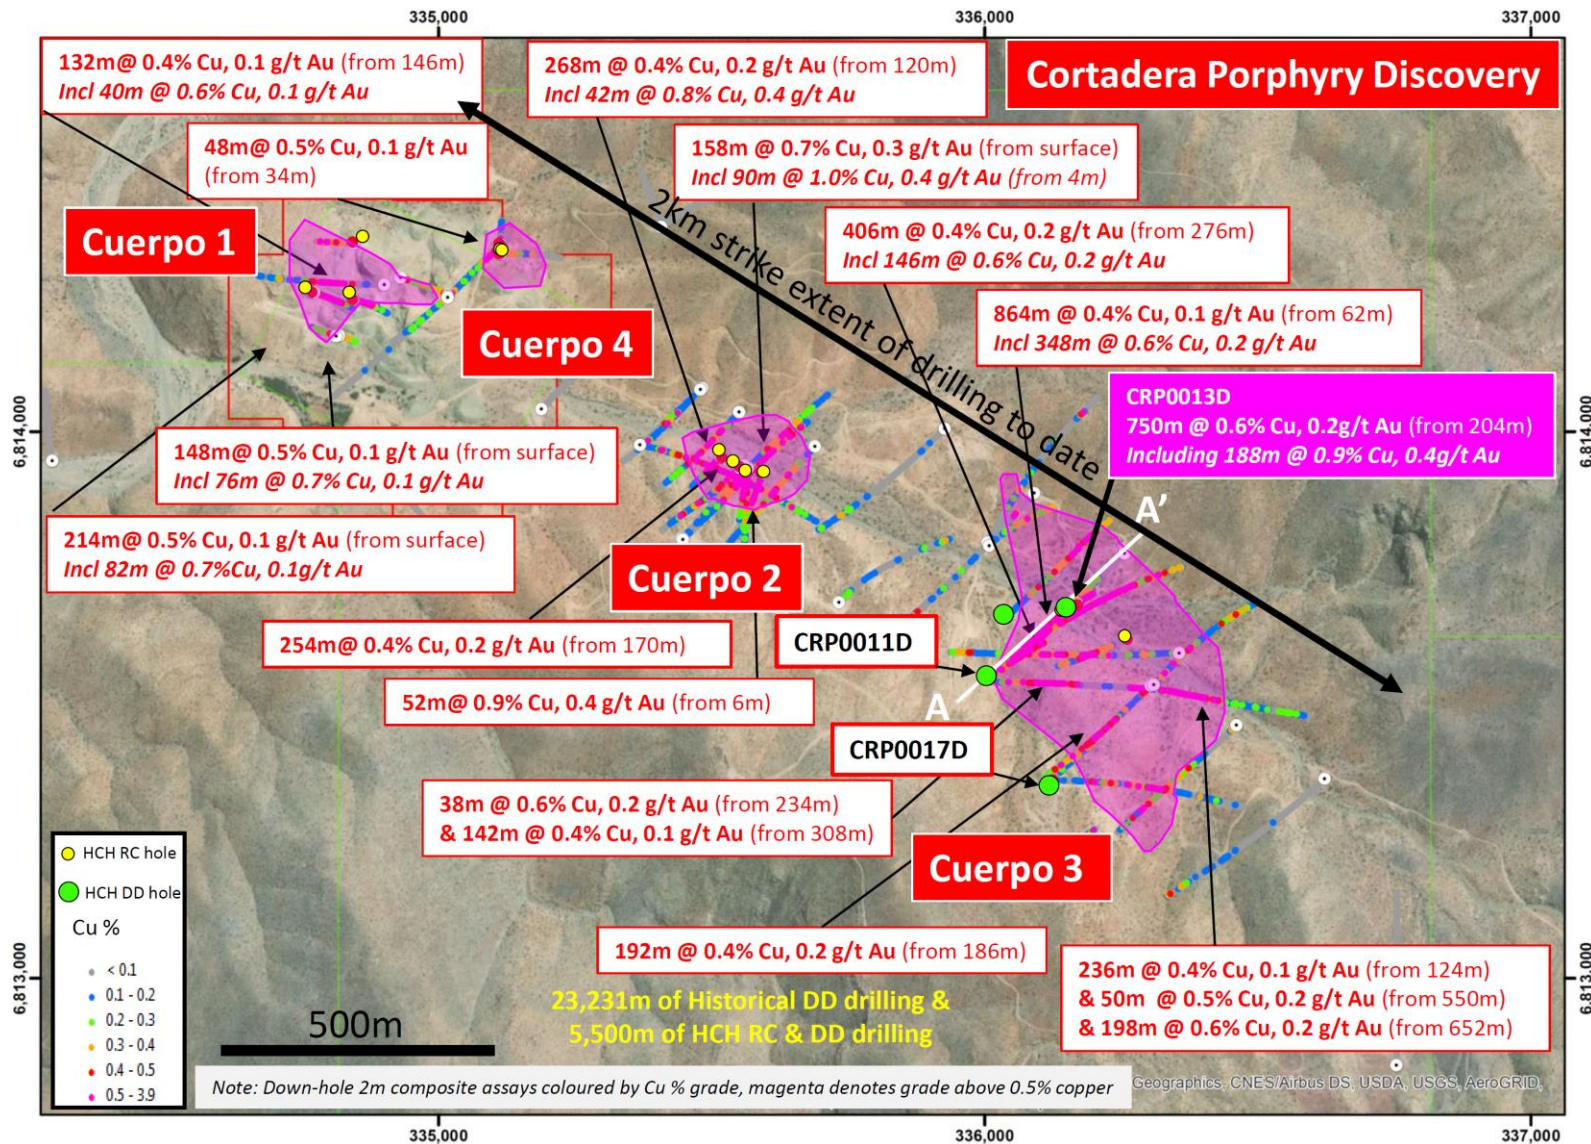 335,000
336,000
337,000
132m@ 0.4% Cu, 0.1 g/t Au (from 146m)
Incl 40m @ 0.6% Cu, 0.1 g/t Au
268m @ 0.4% Cu, 0.2 g/t Au (from 120m)
Incl 42m @ 0.8% Cu, 0.4 g/t Au
Cortadera Porphyry Discovery
48m@ 0.5% Cu, 0.1 g/t Au
(from 34m)
158m @ 0.7% Cu, 0.3 g/t Au (from surface)
Incl 90m @ 1.0% Cu, 0.4 g/t Au (from 4m)
2km strike extent of drilling to date
406m @ 0.4% Cu, 0.2 g/t Au (from 276m)
Incl 146m @ 0.6% Cu, 0.2 g/t Au
Cuerpo 1
864m @ 0.4% Cu, 0.1 g/t Au (from 62m)
Incl 348m @ 0.6% Cu, 0.2 g/t Au
Cuerpo 4
CRP0013D
750m @ 0.6% Cu, 0.2g/t Au (from 204m)
Including 188m @ 0.9% Cu, 0.4g/t Au
6,814,000
6,814,000
148m@ 0.5% Cu, 0.1 g/t Au (from surface)
Incl 76m @ 0.7% Cu, 0.1 g/t Au
A'
214m@ 0.5% Cu, 0.1 g/t Au (from surface)
Incl 82m @ 0.7%Cu, 0.1g/t Au
Cuerpo 2
254m@ 0.4% Cu, 0.2 g/t Au (from 170m)
CRP0011D
52m@ 0.9% Cu, 0.4 g/t Au (from 6m)
A
CRP0017D
38m @ 0.6% Cu, 0.2 g/t Au (from 234m)
& 142m @ 0.4% Cu, 0.1 g/t Au (from 308m)
Cuerpo 3
192m @ 0.4% Cu, 0.2 g/t Au (from 186m)
236m @ 0.4% Cu, 0.1 g/t Au (from 124m)
& 50m @ 0.5% Cu, 0.2 g/t Au (from 550m)
& 198m @ 0.6% Cu, 0.2 g/t Au (from 652m)
6,813,000
6,813,000
HCH RC hole
HCH DD hole
Cu %
< 0.1
0.1 - 0.2
0.2 - 0.3
0.3 - 0.4
0.4 - 0.5
0.5 - 3.9
500m
23,231m of Historical DD drilling &
5,500m of HCH RC & DD drilling
Note: Down-hole 2m composite assays coloured by Cu % grade, magenta denotes grade above 0.5% copper
Geographics, CNES/Airbus DS, USDA, USGS, AeroGRID,
335,000
336,000
337,000